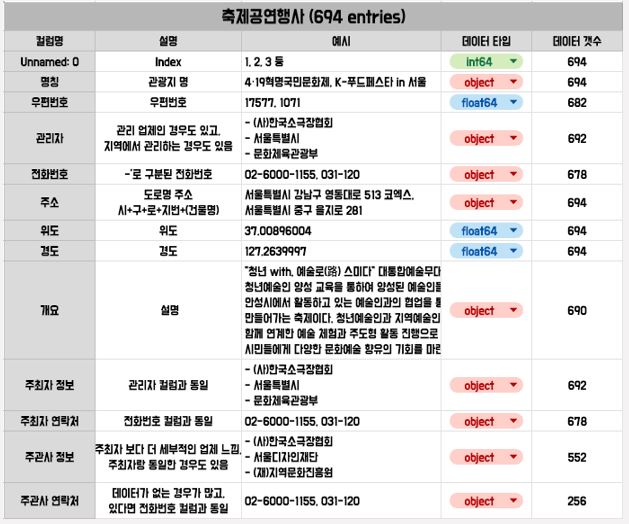 축제공연행사 (694 entries)
컬럼명 설명 예시 데이터 타입 데이터 갯수
Unnamed: 0 Index 1, 2, 3 등 int64 694
명칭 관광지 명 4·19혁명국민문화제, K-푸드페스타 in 서울 object 694
우편번호 우편번호 17577, 1071 float64 682
관리자 관리 업체인 경우도 있고, 지역에서 관리하는 경우도 있음 - (사)한국소극장협회 object 692
- 서울특별시
- 문화체육관광부
전화번호 -'로 구분된 전화번호 02-6000-1155, 031-120 object 678
주소 도로명 주소 서울특별시 강남구 영동대로 513 코엑스, object 694
시+구+로+지번+(건물명) 서울특별시 중구 을지로 281
위도 위도 37.00896004 float64 694
경도 경도 127.2639997 float64 694
개요 설명 object 690
"청년 with, 예술로(路) 스미다" 대통합예술무대
청년예술인 양성 교육을 통하여 양성된 예술인들
안성시에서 활동하고 있는 예술인과의 협업을 통
만들어가는 축제이다. 청년예술인과 지역예술인
함께 연계한 예술 체험과 주도형 활동 진행으로
시민들에게 다양한 문화예술 향유의 기회를 마련
주최자 정보 관리자 컬럼과 동일 - (사)한국소극장협회 object 692
- 서울특별시
- 문화체육관광부
주최자 연락처 전화번호 컬럼과 동일 02-6000-1155, 031-120 object 678
주관사 정보 주최자 보다 더 세부적인 업체 느낌, 주최자랑 동일한 경우도 있음 - (사)한국소극장협회 object 552
- 서울디자인재단
- (재)지역문화진흥원
주관사 연락처 데이터가 없는 경우가 많고, 있다면 전화번호 컬럼과 동일 02-6000-1155, 031-120 object 256